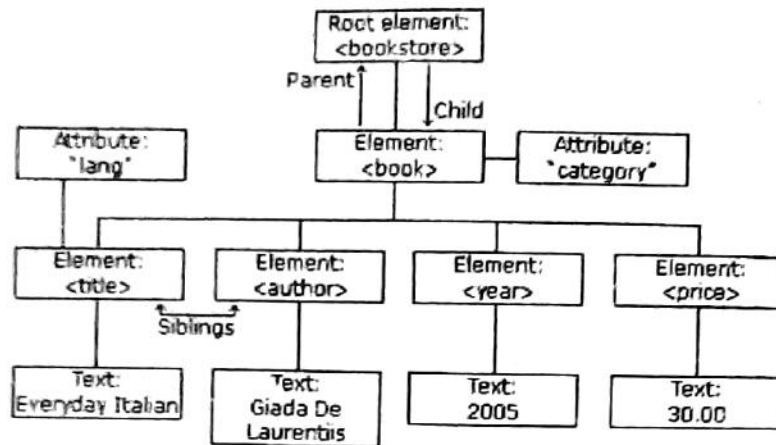 Root element:
<bookstore>
Parent
Child
Attribute:
"lang"
Element:
<book>
Attribute:
"category"
Element:
<title>
Element:
<author>
Element:
<year>
Element:
<price>
Siblings
Text:
Everyday Italian
Text:
Giada De
Laurentiis
Text:
2005
Text:
30.00